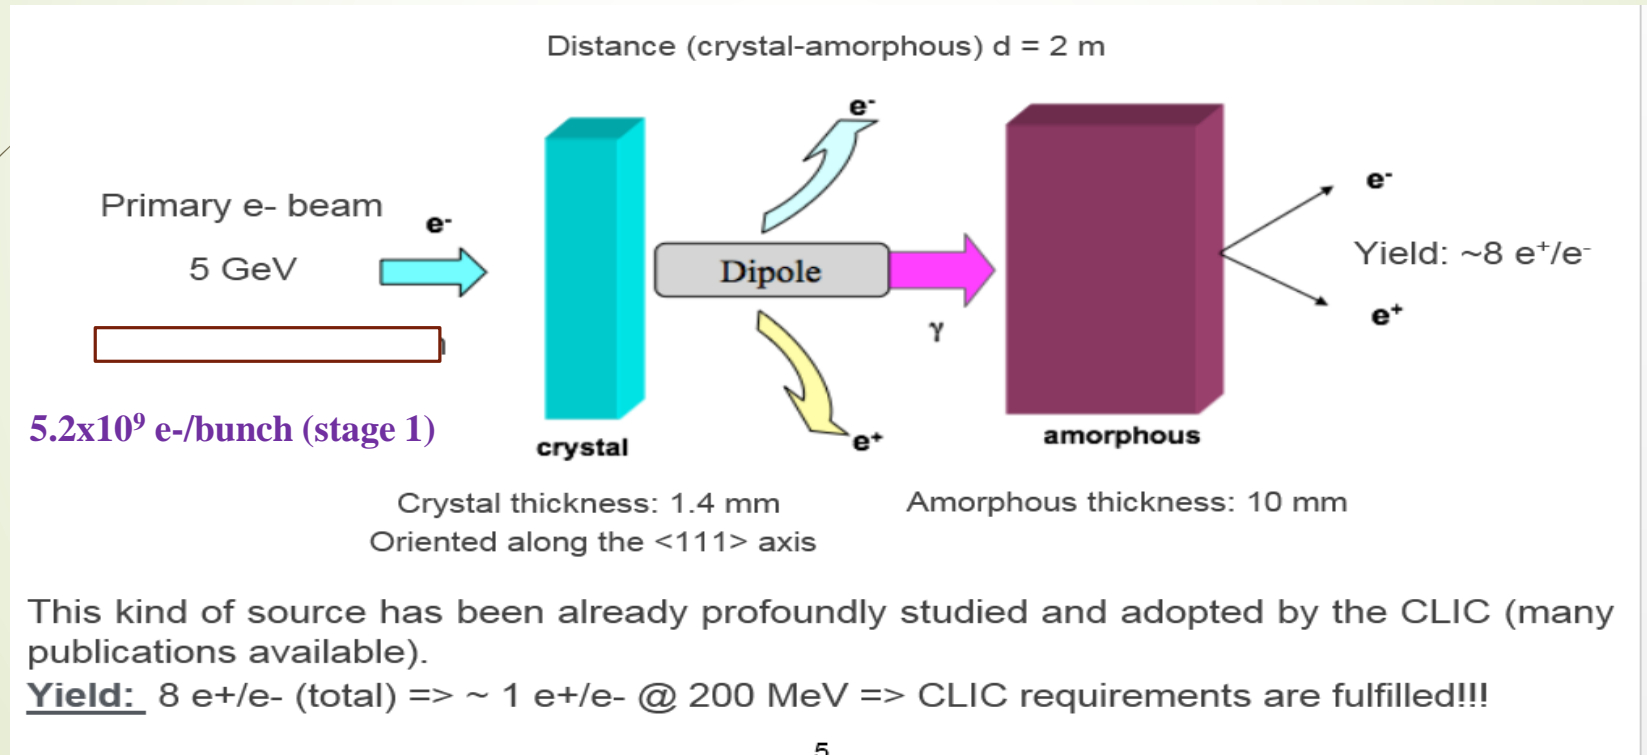 Distance (crystal-amorphous) d = 2 m
e⁻
Primary e- beam
e⁻
5 GeV
Dipole
γ
e⁻
Yield: ~8 e⁺/e⁻
e⁺
5.2x10⁹ e-/bunch (stage 1)
e⁺
crystal
amorphous
Crystal thickness: 1.4 mm
Oriented along the <111> axis
Amorphous thickness: 10 mm
This kind of source has been already profoundly studied and adopted by the CLIC (many
publications available).
Yield: 8 e+/e- (total) => ~ 1 e+/e- @ 200 MeV => CLIC requirements are fulfilled!!!
5